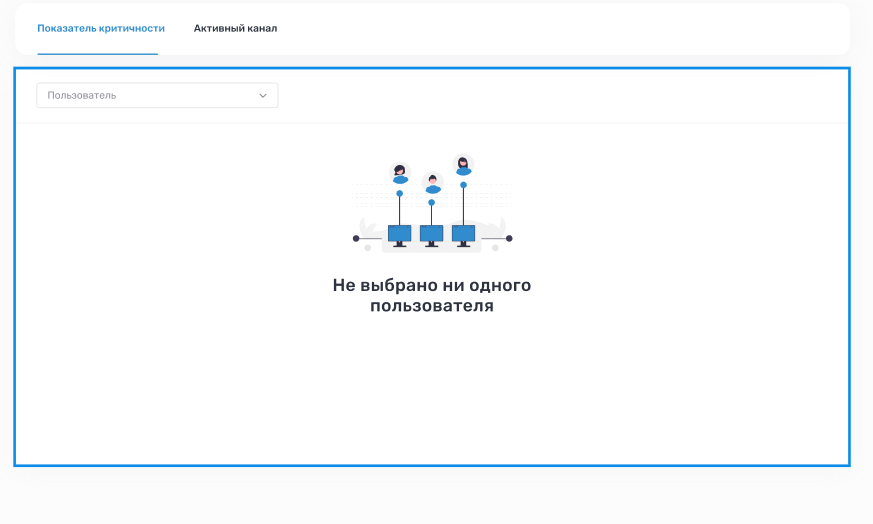 Показатель критичности Активный канал
Пользователь
Не выбрано ни одного
пользователя